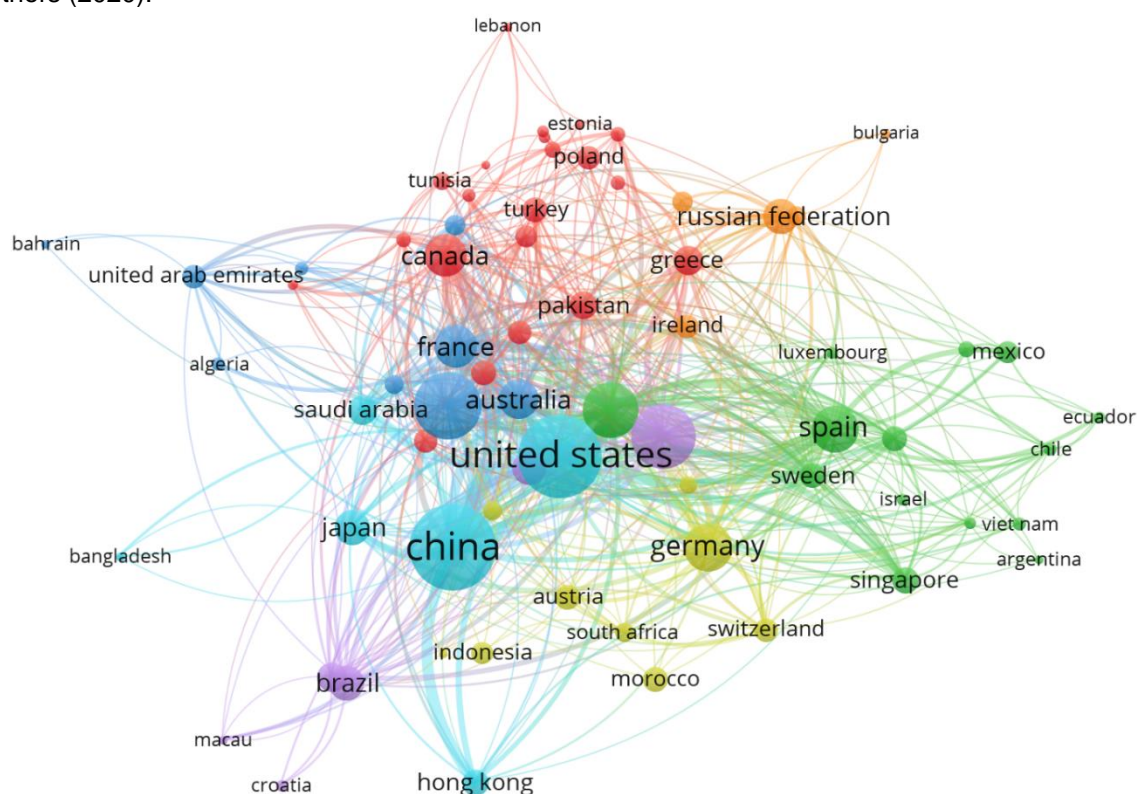 thors (2020).
lebanon
estonia
bulgaria
poland
tunisia
turkey
russian federation
bahrain
canada
greece
united arab emirates
pakistan
ireland
france
luxembourg
mexico
algeria
australia
saudi arabia
ecuador
spain
chile
united states
sweden
israel
japan
viet nam
china
germany
bangladesh
argentina
singapore
austria
south africa
switzerland
indonesia
brazil
morocco
macau
hong kong
croatia